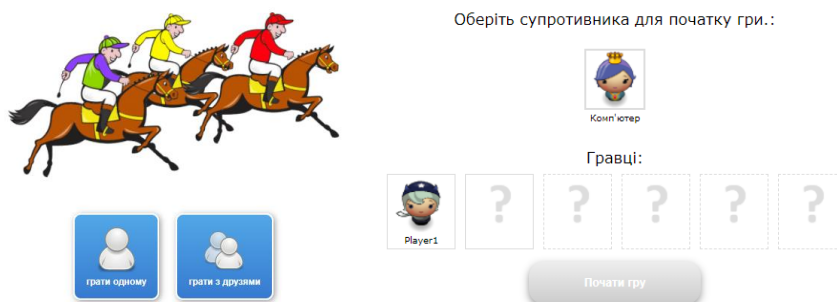 Оберіть супротивника для початку гри.:
Комп'ютер
Гравці:
Player1
? ? ? ? ?
грати одному
грати з друзями
Почати гру